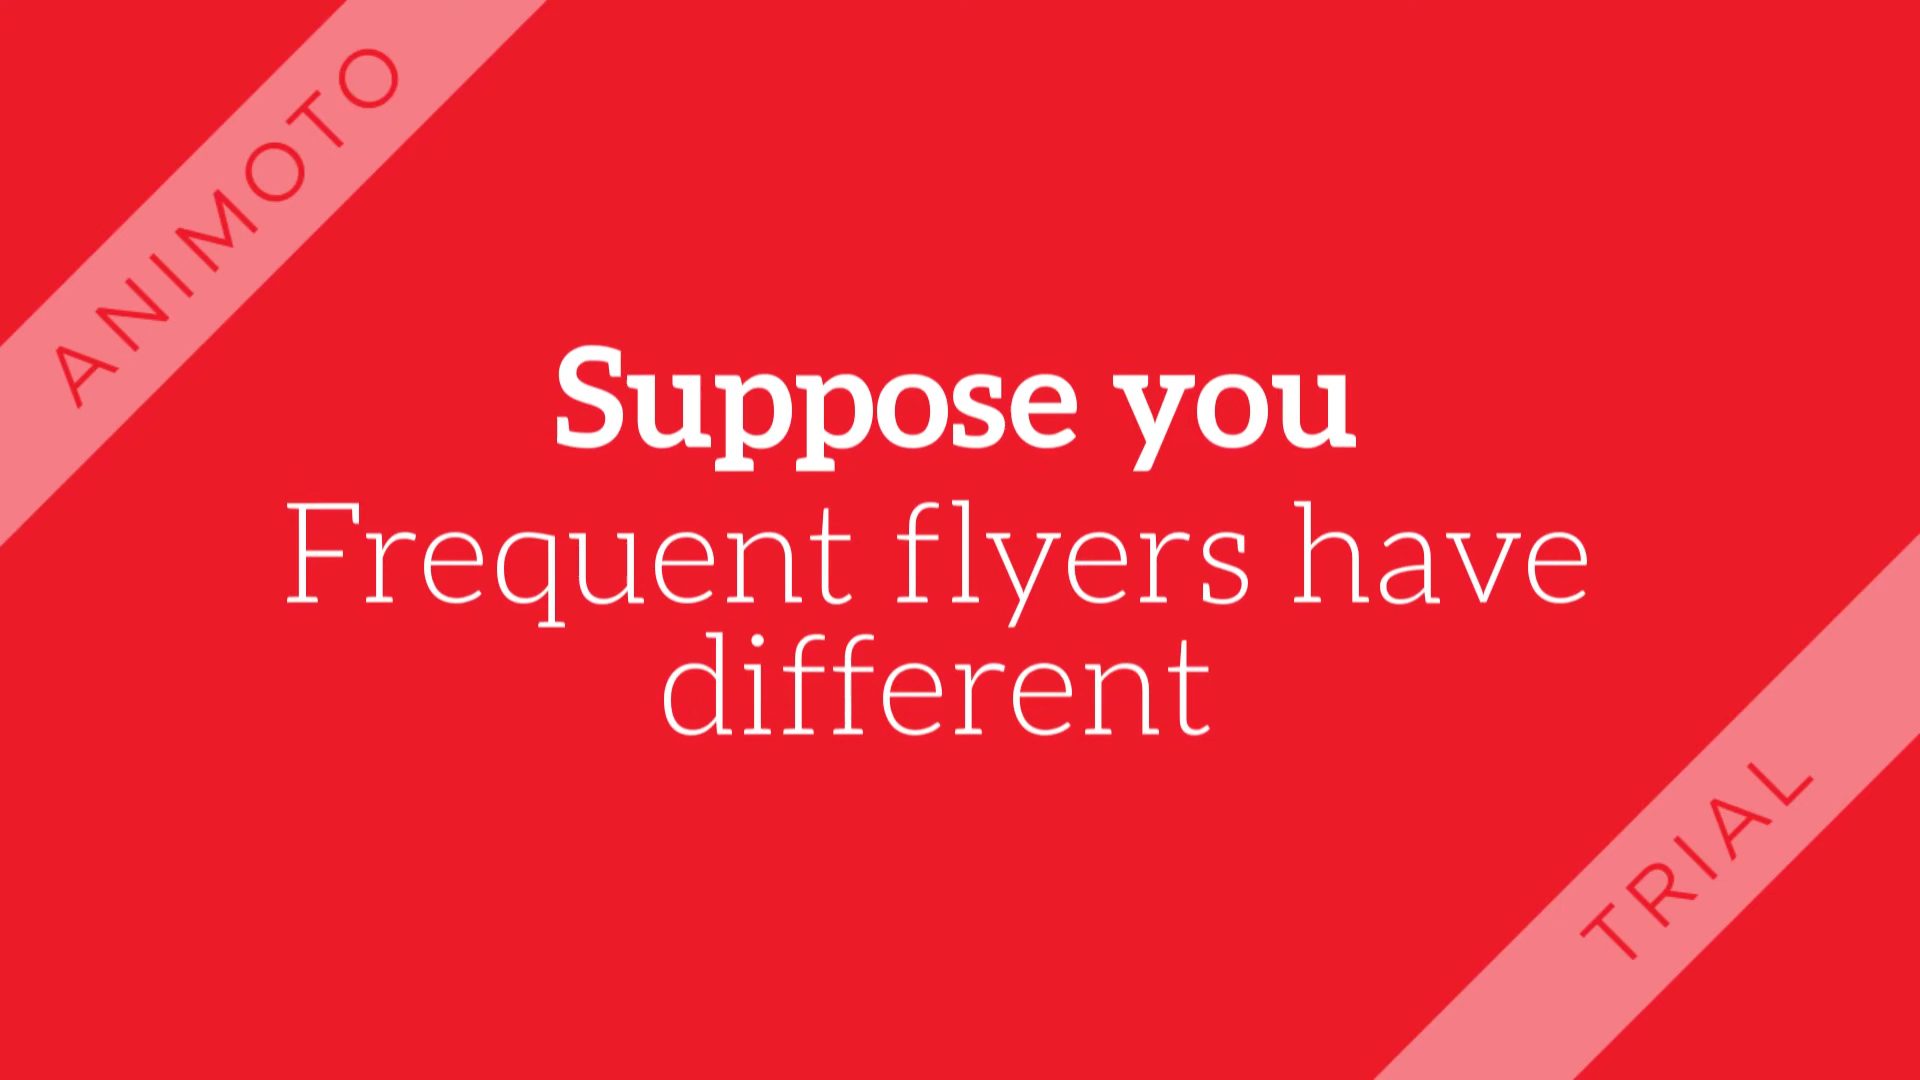 ANIMOTO
Suppose you
Frequent flyers have
different
TRIAL